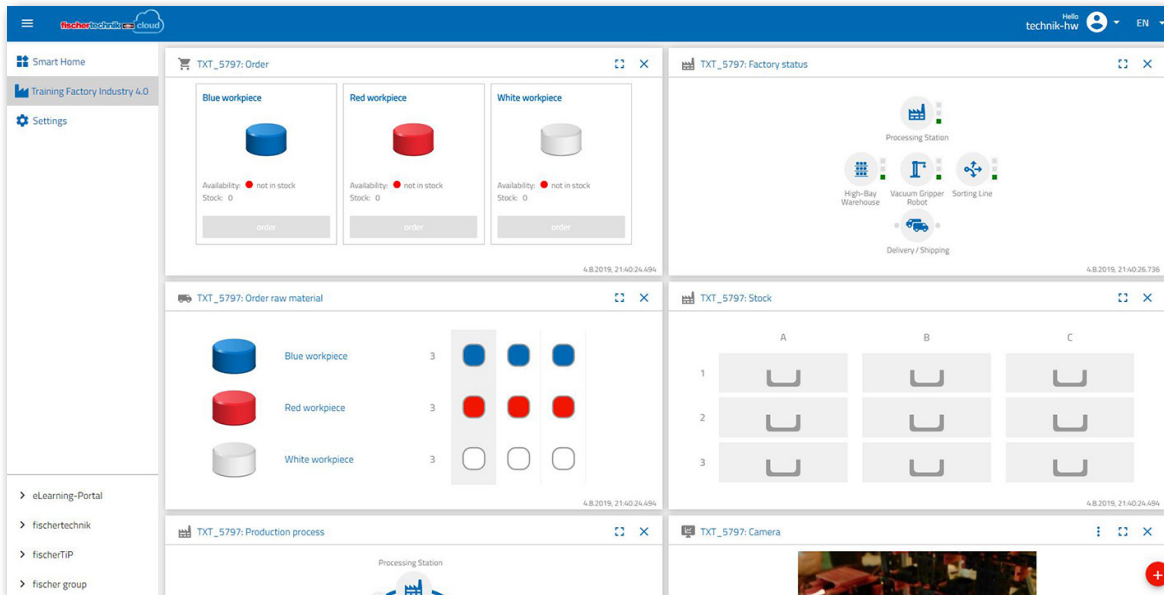 fischertechnik cloud
Hello
technik-hw
EN
Smart Home
Training Factory Industry 4.0
Settings
eLearning-Portal
fischertechnik
fischerTiP
fischer group
TXT_5797: Order
Blue workpiece
Availability: not in stock
Stock: 0
order
Red workpiece
Availability: not in stock
Stock: 0
order
White workpiece
Availability: not in stock
Stock: 0
order
4.8.2019, 21:40:24.494
TXT_5797: Factory status
Processing Station
High-Bay
Warehouse
Vacuum Gripper
Robot
Sorting Line
Delivery / Shipping
4.8.2019, 21:40:26.736
TXT_5797: Order raw material
Blue workpiece 3
Red workpiece 3
White workpiece 3
4.8.2019, 21:40:24.494
TXT_5797: Stock
A B C
1
2
3
4.8.2019, 21:40:24.494
TXT_5797: Production process
Processing Station
TXT_5797: Camera